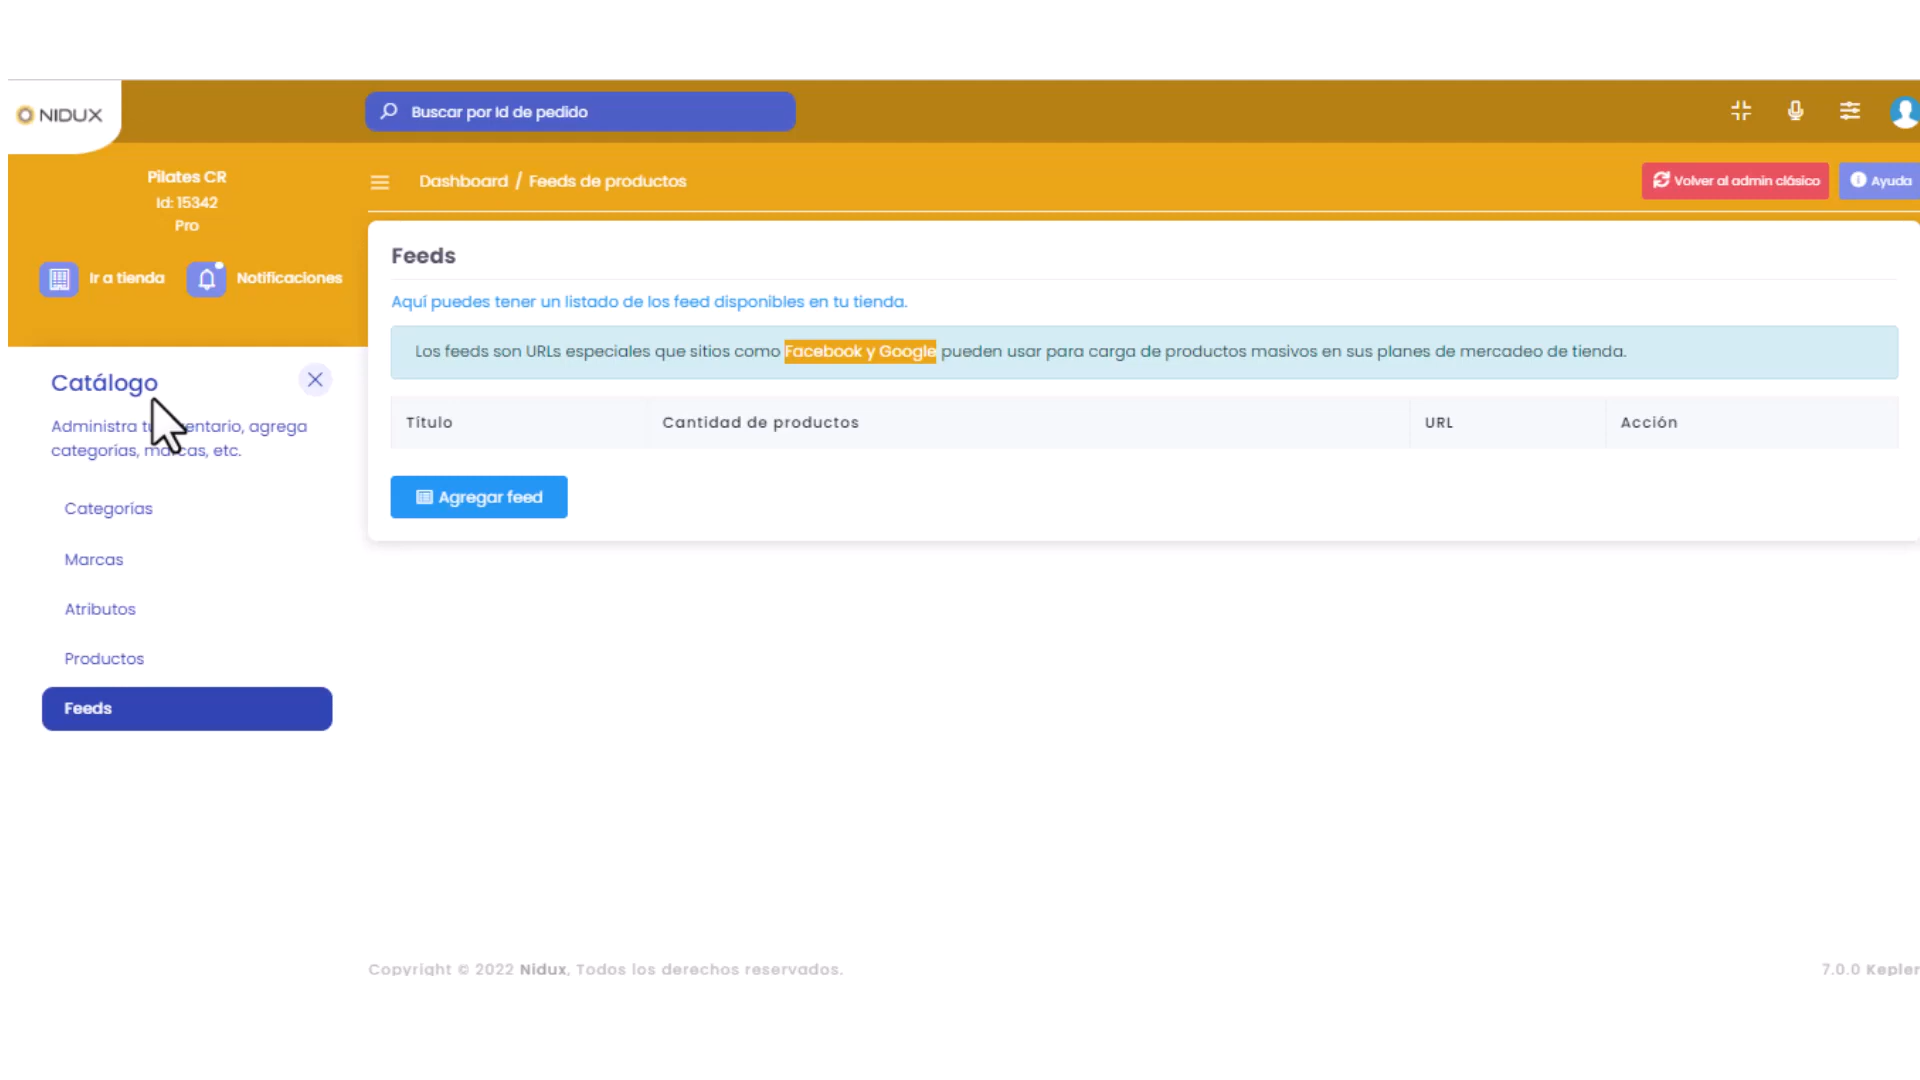 NIDUX
Buscar por Id de pedido
Pilates CR
Id: 15342
Pro
Ir a tienda
Notificaciones
Dashboard / Feeds de productos
Volver al admin clásico
Ayuda
Feeds
Aquí puedes tener un listado de los feed disponibles en tu tienda.
Los feeds son URLs especiales que sitios como Facebook y Google pueden usar para carga de productos masivos en sus planes de mercadeo de tienda.
Título Cantidad de productos URL Acción
Agregar feed
Catálogo
Administra agrega
categorías, etc.
Categorías
Marcas
Atributos
Productos
Feeds
Copyright © 2022 Nidux, Todos los derechos reservados.
7.0.0 Kepler